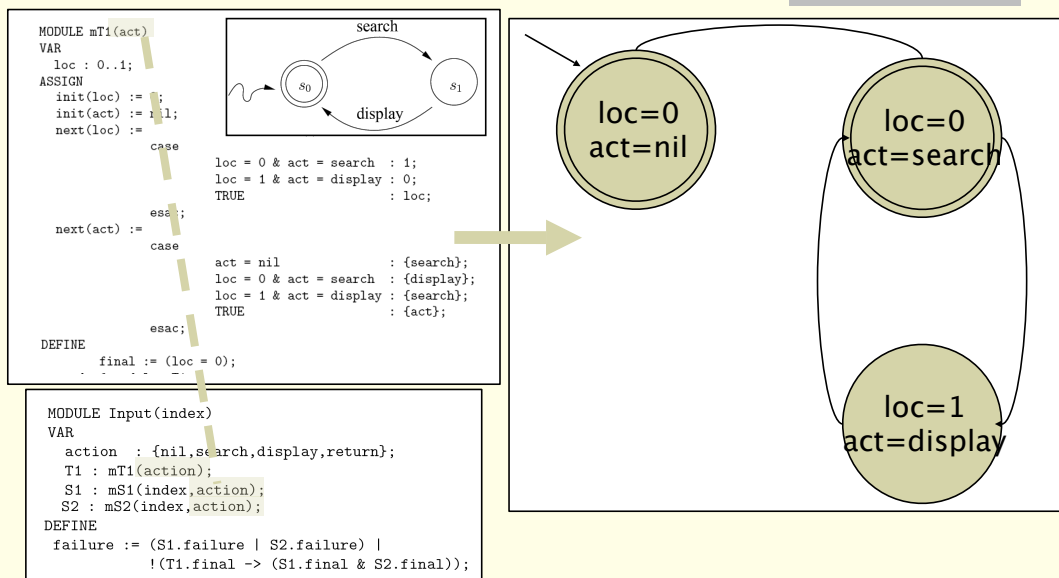 MODULE mT1(act)
VAR
loc : 0..1;
ASSIGN
init(loc) := ;
init(act) := nil;
next(loc) :=
case
loc = 0 & act = search : 1;
loc = 1 & act = display : 0;
TRUE : loc;
esac;
next(act) :=
case
act = nil : {search};
loc = 0 & act = search : {display};
loc = 1 & act = display : {search};
TRUE : {act};
esac;
DEFINE
final := (loc = 0);
search
s0
s1
display
MODULE Input(index)
VAR
action : {nil,search,display,return};
T1 : mT1(action);
S1 : mS1(index,action);
S2 : mS2(index,action);
DEFINE
failure := (S1.failure | S2.failure) |
!(T1.final -> (S1.final & S2.final));
loc=0
act=nil
loc=0
act=search
loc=1
act=display